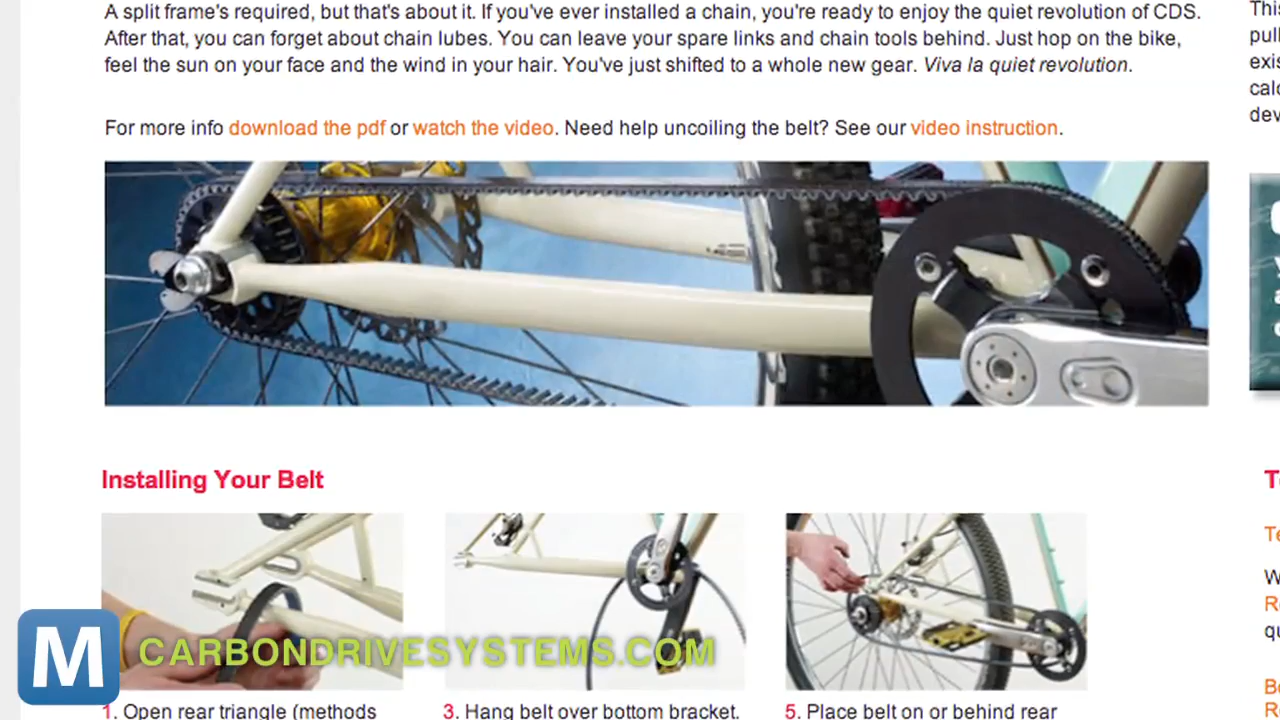 A split frame's required, but that's about it. If you've ever installed a chain, you're ready to enjoy the quiet revolution of CDS.
After that, you can forget about chain lubes. You can leave your spare links and chain tools behind. Just hop on the bike,
feel the sun on your face and the wind in your hair. You've just shifted to a whole new gear. Viva la quiet revolution.
For more info download the pdf or watch the video. Need help uncoiling the belt? See our video instruction.
Installing Your Belt
M CARBONDRIVESYSTEMS.COM
1. Open rear triangle (methods
3. Hang belt over bottom bracket.
5. Place belt on or behind rear